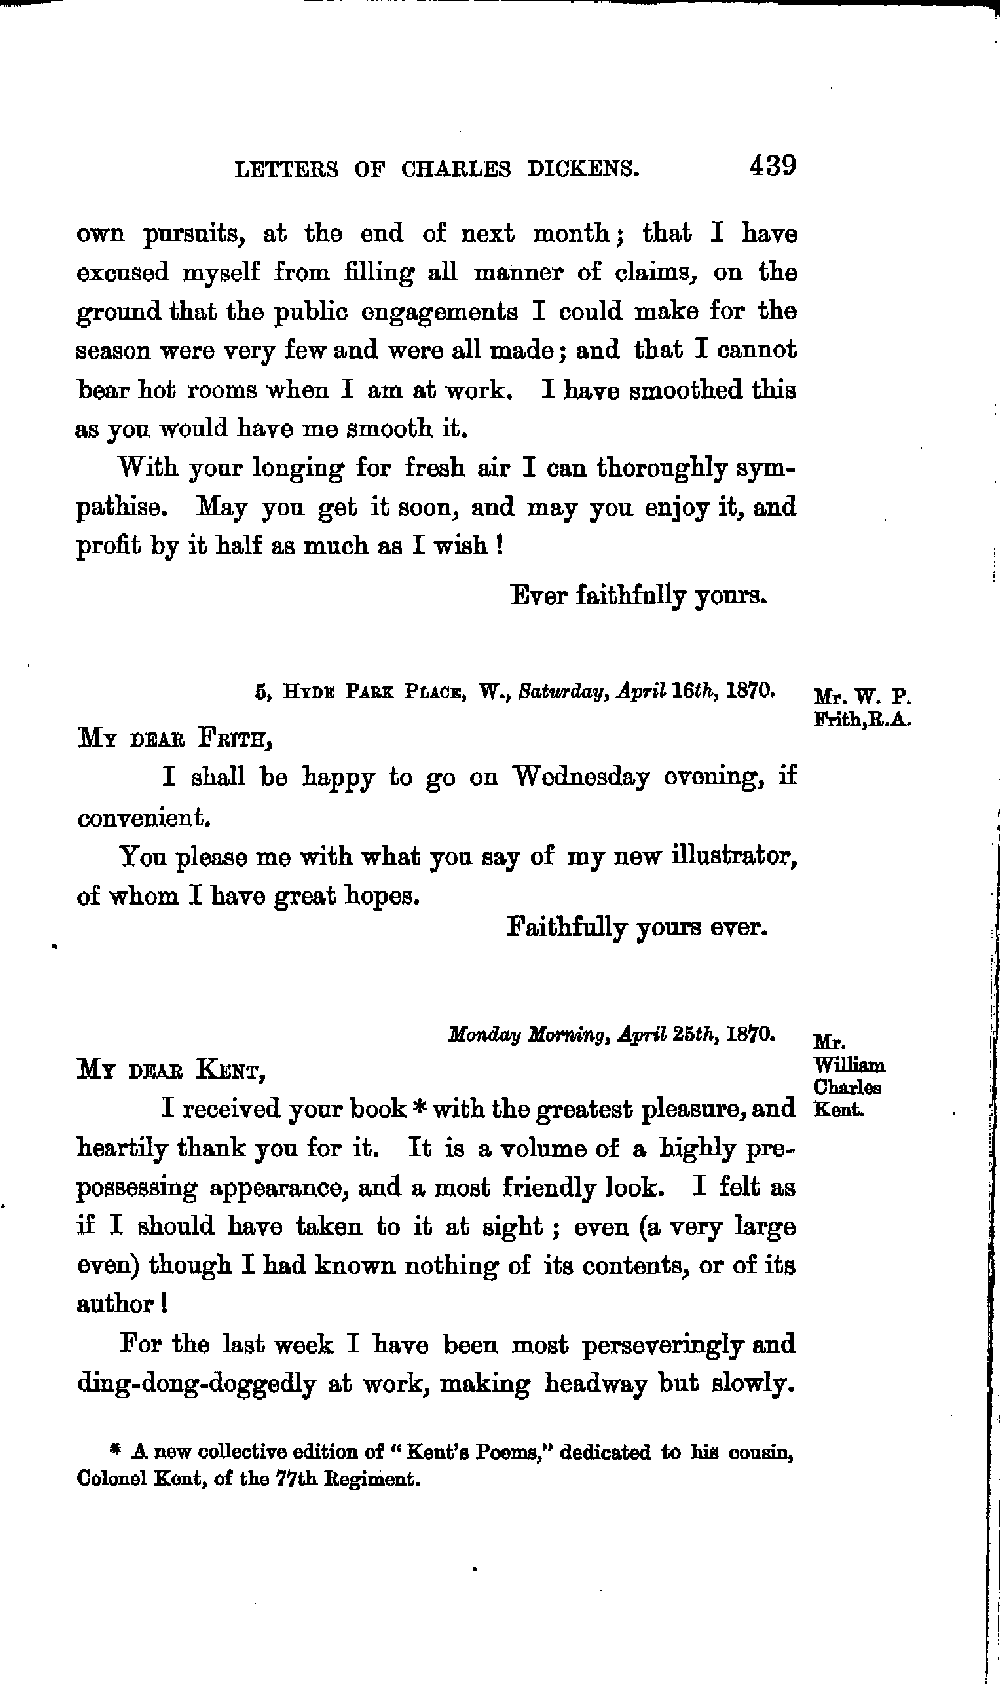 LETTERS OF CHARLES DICKENS. 439
own pursuits, at the end of next month; that I have
excused myself from filling all manner of claims, on the
ground that the public engagements I could make for the
season were very few and were all made; and that I cannot
bear hot rooms when I am at work. I have smoothed this
as you would have me smooth it.
With your longing for fresh air I can thoroughly sym-
pathise. May you get it soon, and may you enjoy it, and
profit by it half as much as I wish!
Ever faithfully yours.
5, HYDE PARK PLACE, W., Saturday, April 16th, 1870.
Mr. W. P.
Frith, R.A.
MY DEAR FRITH,
I shall be happy to go on Wednesday evening, if
convenient.
You please me with what you say of my new illustrator,
of whom I have great hopes.
Faithfully yours ever.
Monday Morning, April 25th, 1870.
Mr.
William
Charles
Kent.
MY DEAR KENT,
I received your book * with the greatest pleasure, and
heartily thank you for it. It is a volume of a highly pre-
possessing appearance, and a most friendly look. I felt as
if I should have taken to it at sight; even (a very large
even) though I had known nothing of its contents, or of its
author!
For the last week I have been most perseveringly and
ding-dong-doggedly at work, making headway but slowly.
* A new collective edition of "Kent's Poems," dedicated to his cousin,
Colonel Kent, of the 77th Regiment.